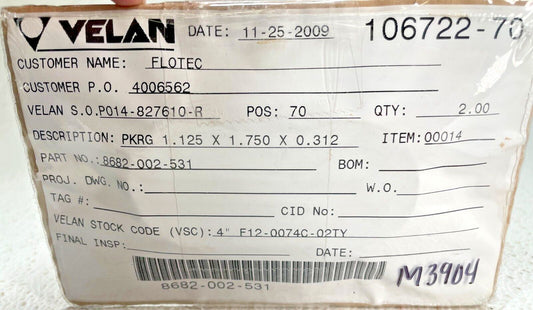 VELAN DATE: 11-25-2009 106722-70
CUSTOMER NAME: FLOTEC
CUSTOMER P.O. 4006562
VELAN S.O. P014-827610-R POS: 70 QTY: 2.00
DESCRIPTION: PKRG 1.125 X 1.750 X 0.312 ITEM: 00014
PART NO.: 8682-002-531 BOM:
PROJ. DWG. NO.: W.O.
TAG #: CID No:
VELAN STOCK CODE (VSC): 4" F12-0074C-02TY
FINAL INSP: DATE:
8682-002-531
M3904